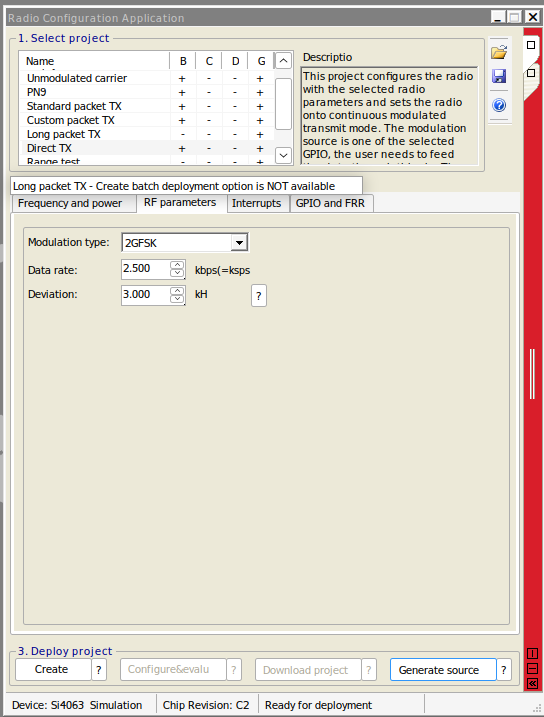 Radio Configuration Application
1. Select project
Name B C D G
Unmodulated carrier + - - +
PN9 + - - +
Standard packet TX + - - +
Custom packet TX + - - +
Long packet TX - - - +
Direct TX + - - +
Range test
Descriptio
This project configures the radio
with the selected radio
parameters and sets the radio
onto continuous modulated
transmit mode. The modulation
source is one of the selected
GPIO, the user needs to feed
Long packet TX - Create batch deployment option is NOT available
Frequency and power RF parameters Interrupts GPIO and FRR
Modulation type: 2GFSK
Data rate: 2.500 kbps(=ksps
Deviation: 3.000 kH ?
3. Deploy project
Create ? Configure&evalu ? Download project ? Generate source ?
Device: Si4063 Simulation Chip Revision: C2 Ready for deployment